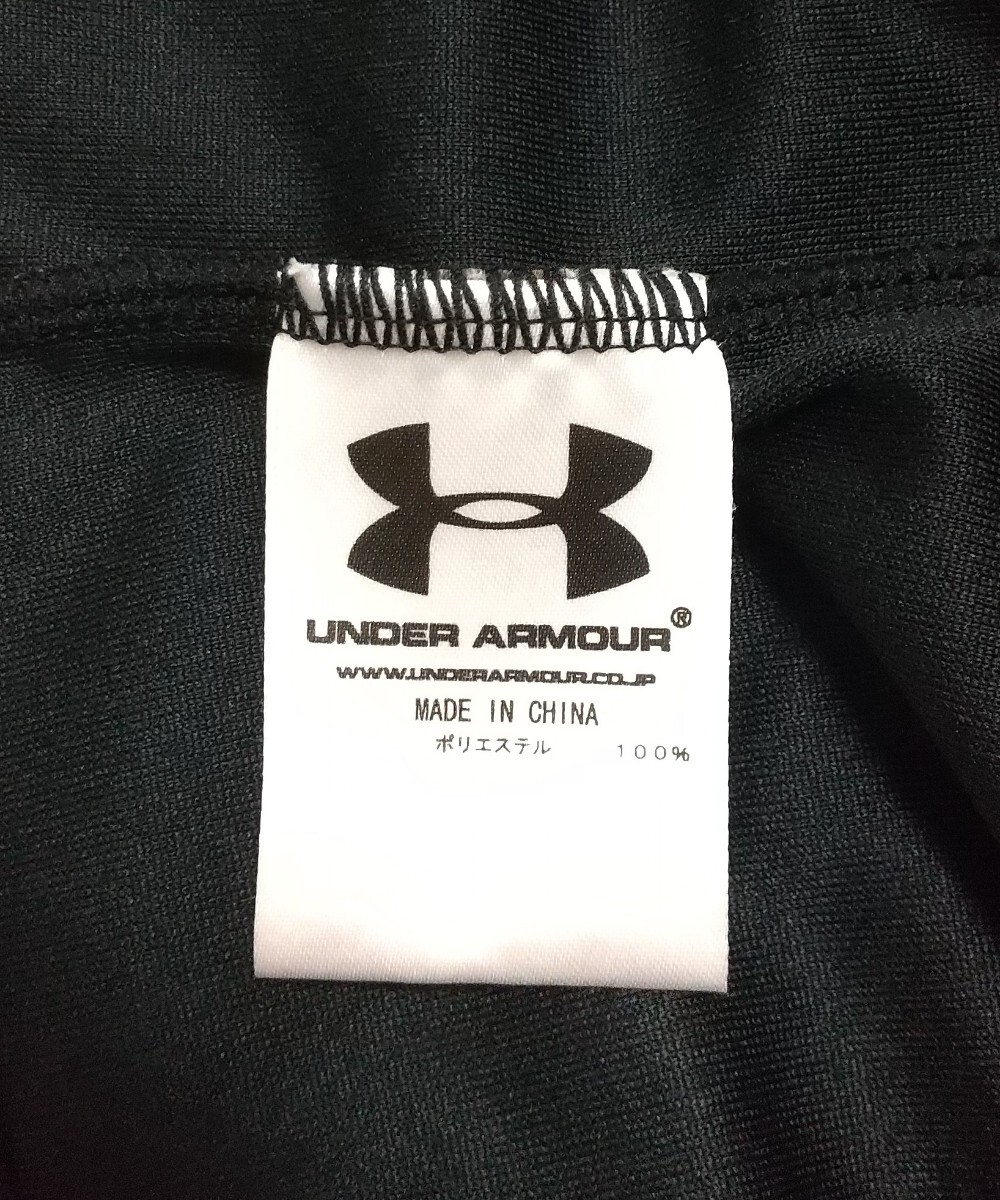 UNDER ARMOUR®
WWW.UNDERARMOUR.CO.JP
MADE IN CHINA
ポリエステル 100%